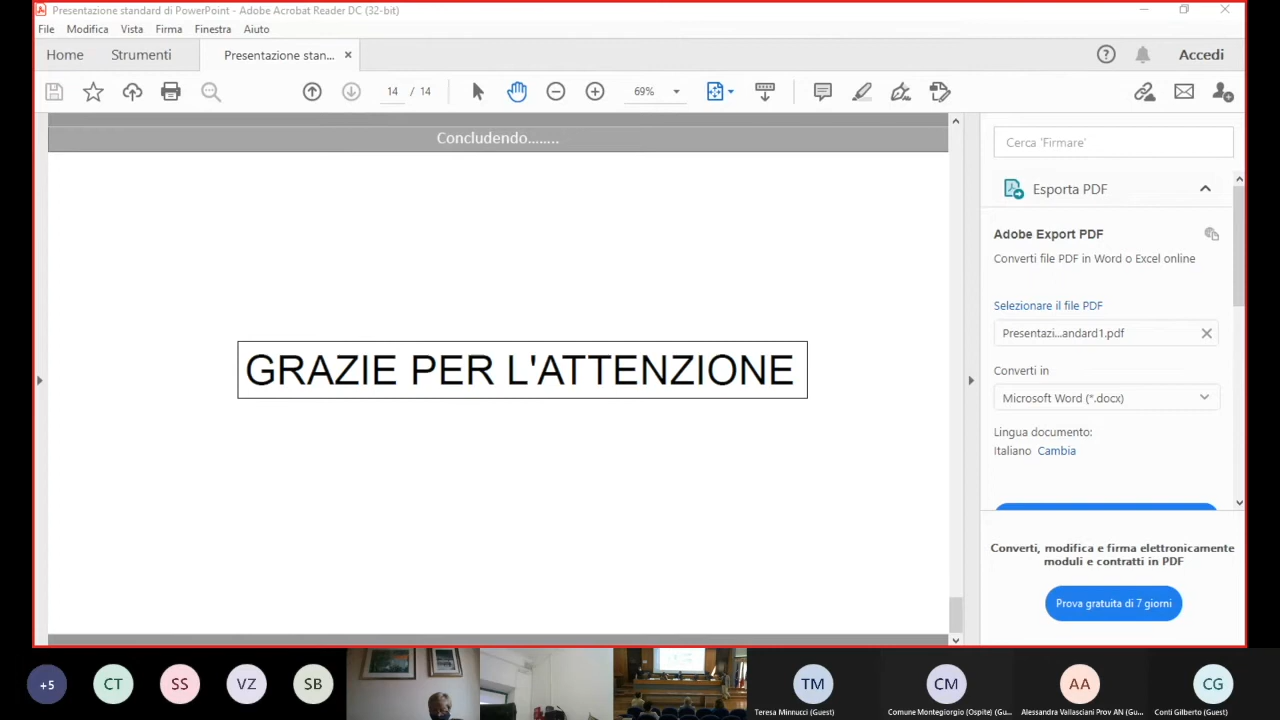 Presentazione standard di PowerPoint - Adobe Acrobat Reader DC (32-bit)
File Modifica Vista Firma Finestra Aiuto
Home Strumenti Presentazione stan... Accedi
14 / 14 69%
Concludendo........
GRAZIE PER L'ATTENZIONE
Cerca 'Firmare'
Esporta PDF
Adobe Export PDF
Converti file PDF in Word o Excel online
Selezionare il file PDF
Presentazi...andard1.pdf
Converti in
Microsoft Word (*.docx)
Lingua documento:
Italiano Cambia
Converti, modifica e firma elettronicamente
moduli e contratti in PDF
Prova gratuita di 7 giorni
+5 CT SS VZ SB TM CM AA CG
Teresa Minnucci (Guest) Comune Montegiorgio (Ospite) (Gu... Alessandra Vallasciani Prov AN (Gu... Conti Gilberto (Guest)